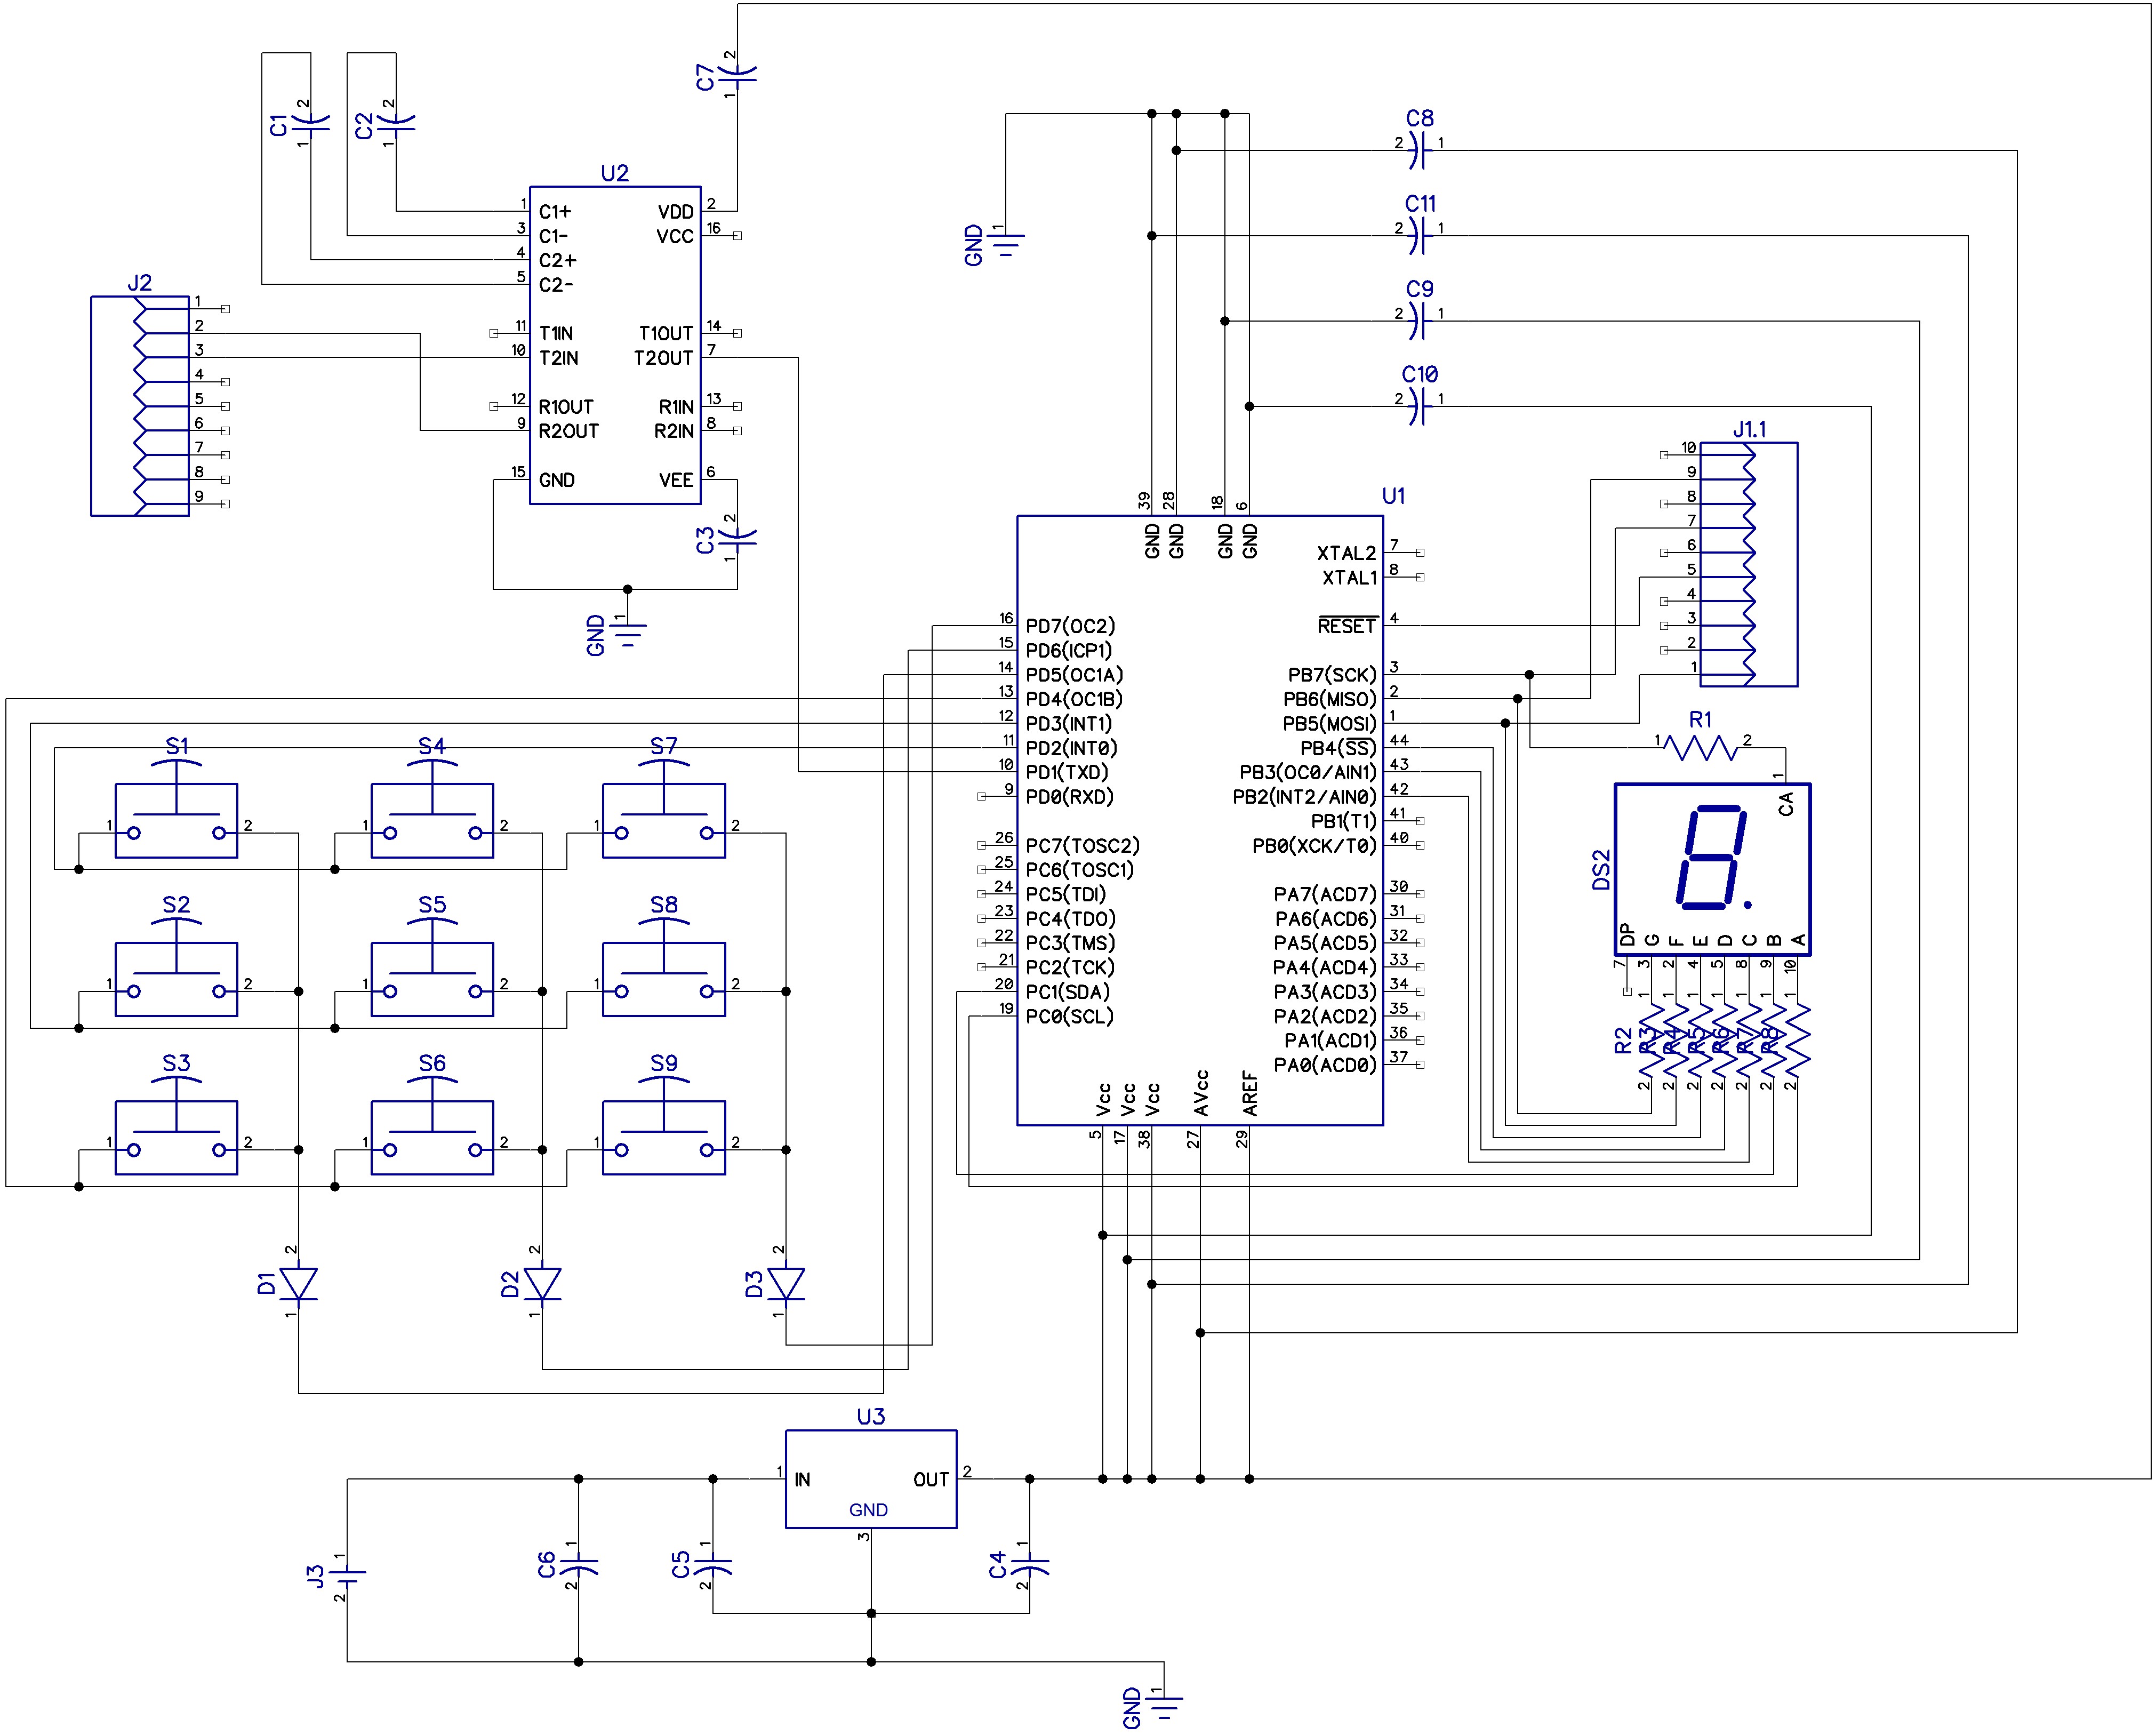 C7 2 1
C1 2 1
C2 2 1
U2
1 C1+ VDD 2
3 C1- VCC 16
4 C2+
5 C2-
11 T1IN T1OUT 14
10 T2IN T2OUT 7
12 R1OUT R1IN 13
9 R2OUT R2IN 8
15 GND VEE 6
C3 2 1
GND 1
J2
1
2
3
4
5
6
7
8
9
GND 1
C8
2 1
C11
2 1
C9
2 1
C10
2 1
J1.1
10
9
8
7
6
5
4
3
2
1
U1
39 28 18 6
GND GND GND GND
XTAL2 7
XTAL1 8
RESET 4
16 PD7(OC2)
15 PD6(ICP1)
14 PD5(OC1A)
13 PD4(OC1B)
12 PD3(INT1)
11 PD2(INT0)
10 PD1(TXD)
9 PD0(RXD)
26 PC7(TOSC2)
25 PC6(TOSC1)
24 PC5(TDI)
23 PC4(TDO)
22 PC3(TMS)
21 PC2(TCK)
20 PC1(SDA)
19 PC0(SCL)
PB7(SCK) 3
PB6(MISO) 2
PB5(MOSI) 1
PB4(SS) 44
PB3(OC0/AIN1) 43
PB2(INT2/AIN0) 42
PB1(T1) 41
PB0(XCK/T0) 40
PA7(ACD7) 30
PA6(ACD6) 31
PA5(ACD5) 32
PA4(ACD4) 33
PA3(ACD3) 34
PA2(ACD2) 35
PA1(ACD1) 36
PA0(ACD0) 37
Vcc Vcc Vcc AVcc AREF
5 17 38 27 29
R1
1 2
1
CA
DS2
DP G F E D C B A
7 3 2 4 5 8 9 10
1 1 1 1 1 1 1
R2 R3 R4 R5 R6 R7 R8
2 2 2 2 2 2 2
S1 S4 S7
1 2 1 2 1 2
S2 S5 S8
1 2 1 2 1 2
S3 S6 S9
1 2 1 2 1 2
D1 2 1
D2 2 1
D3 2 1
U3
1 IN OUT 2
GND
3
J3 1 2
C6 1 2
C5 1 2
C4 1 2
GND 1